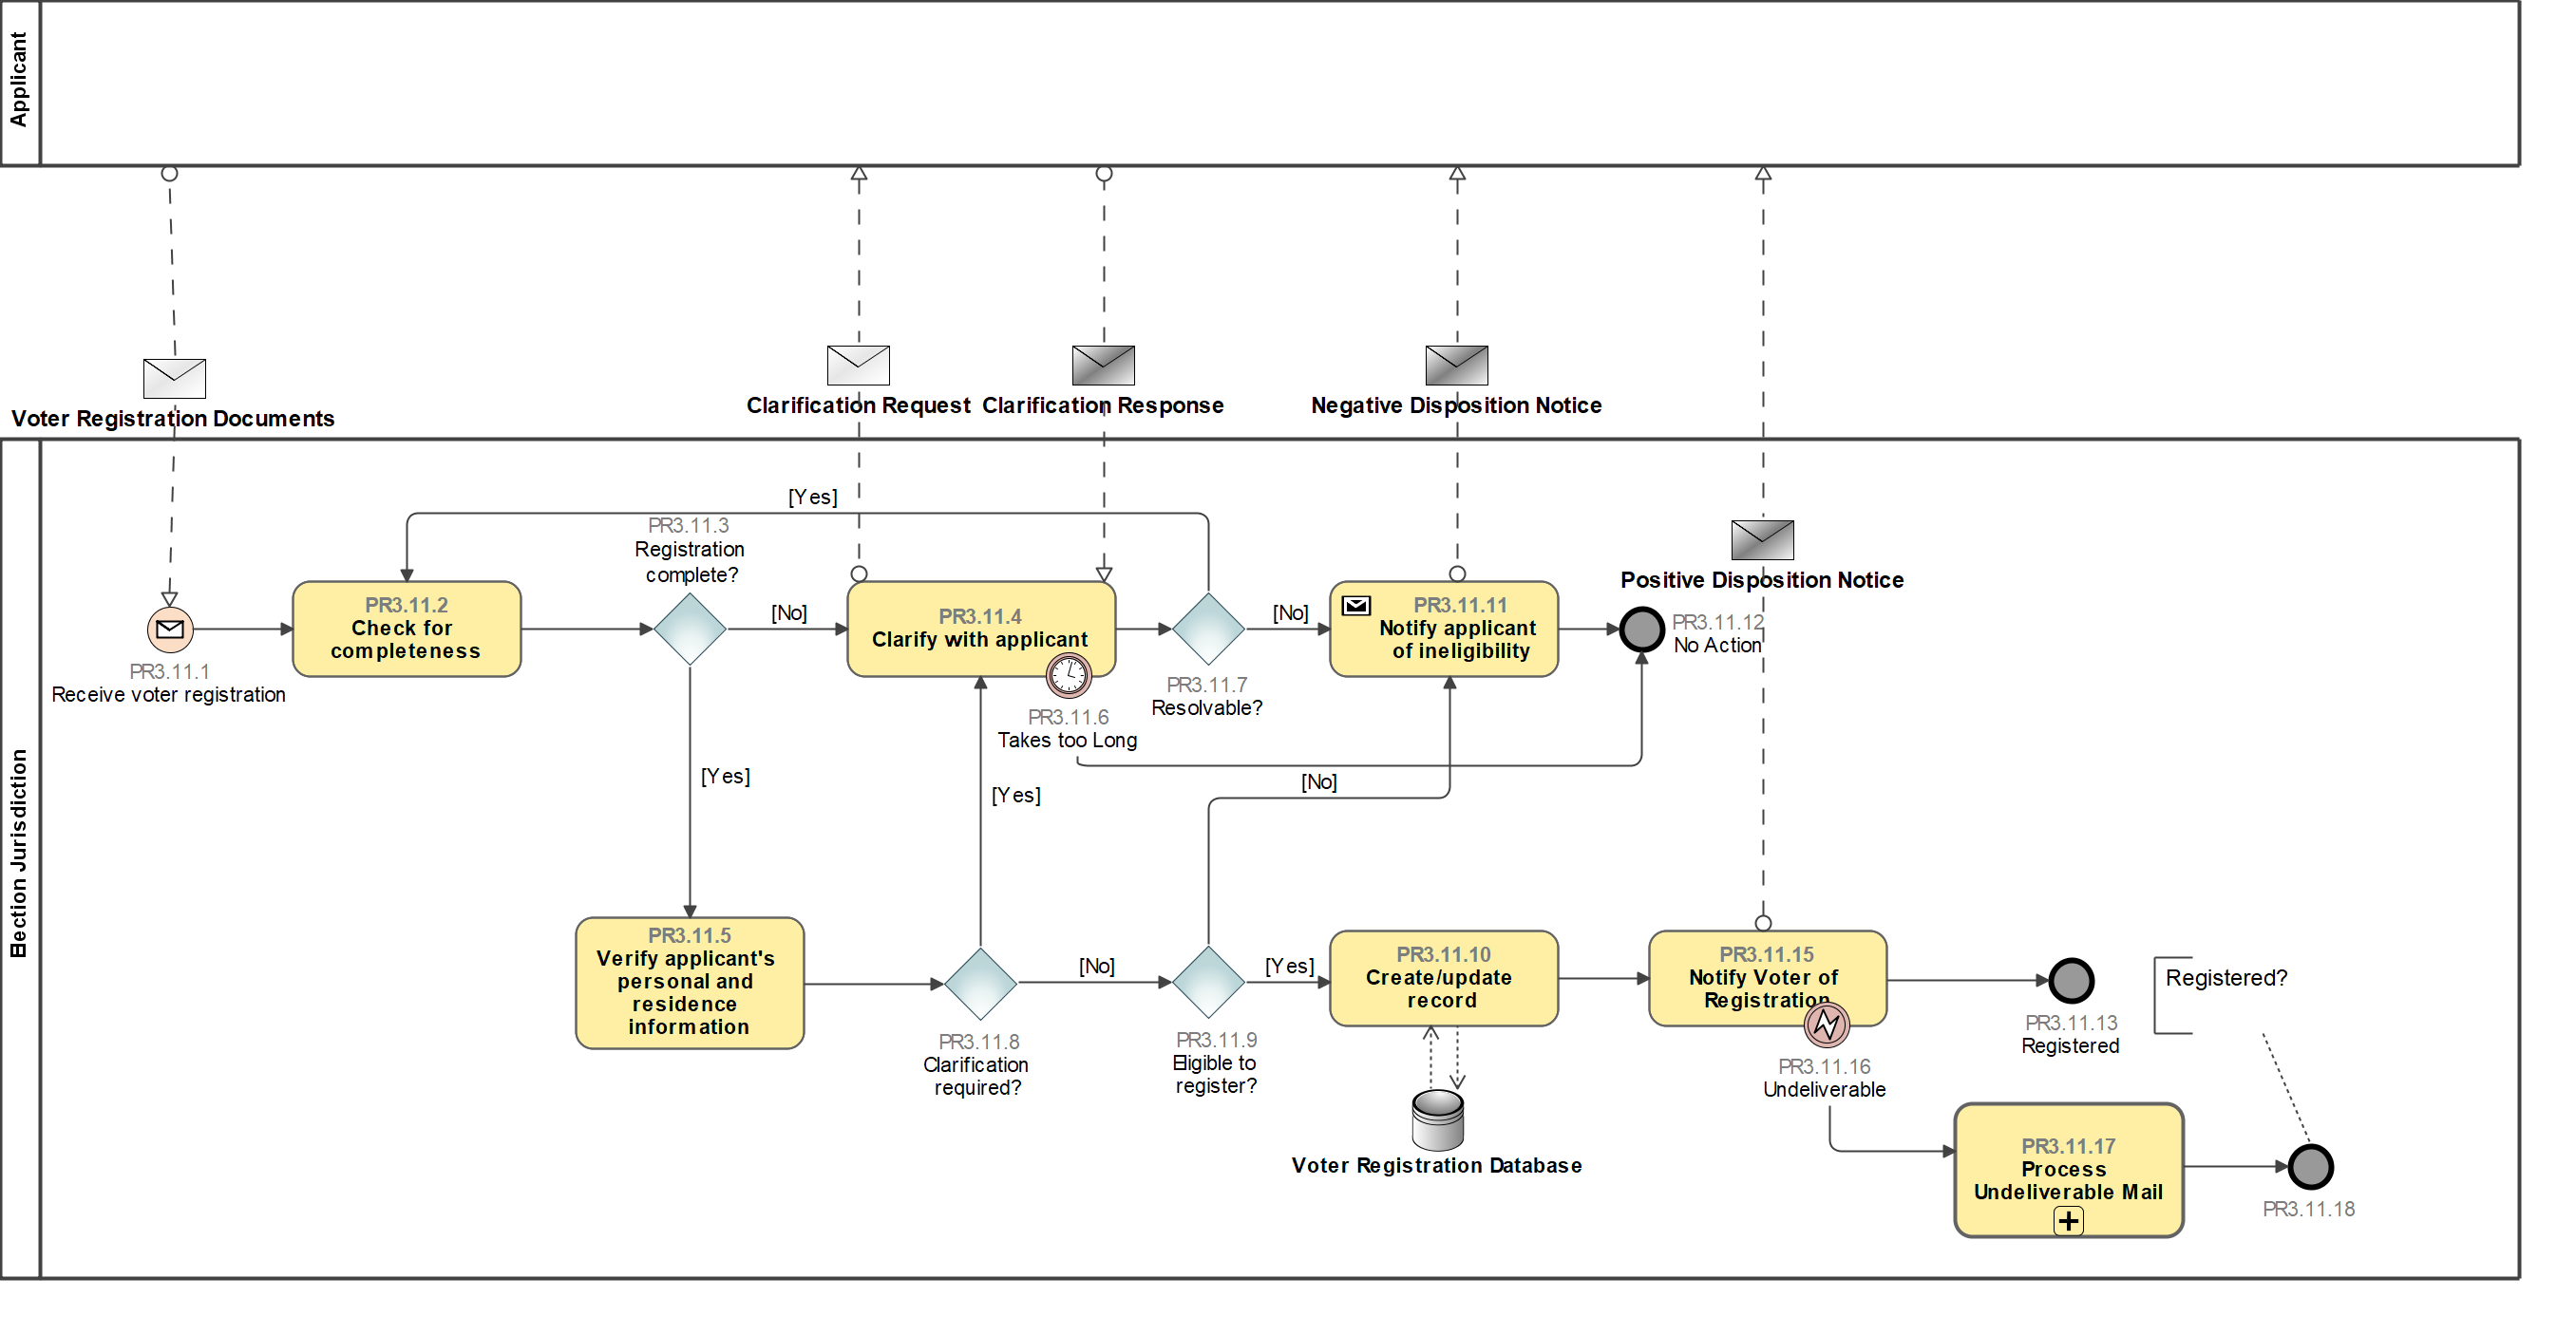 Applicant
Voter Registration Documents
Clarification Request
Clarification Response
Negative Disposition Notice
Election Jurisdiction
[Yes]
PR3.11.3
Registration
complete?
Positive Disposition Notice
PR3.11.1
Receive voter registration
PR3.11.2
Check for
completeness
[No]
PR3.11.4
Clarify with applicant
PR3.11.6
Takes too Long
PR3.11.7
Resolvable?
[No]
PR3.11.11
Notify applicant
of ineligibility
PR3.11.12
No Action
[Yes]
[Yes]
[No]
PR3.11.5
Verify applicant's
personal and
residence
information
PR3.11.8
Clarification
required?
[No]
PR3.11.9
Eligible to
register?
[Yes]
PR3.11.10
Create/update
record
Voter Registration Database
PR3.11.15
Notify Voter of
Registration
PR3.11.16
Undeliverable
PR3.11.13
Registered
Registered?
PR3.11.17
Process
Undeliverable Mail
PR3.11.18